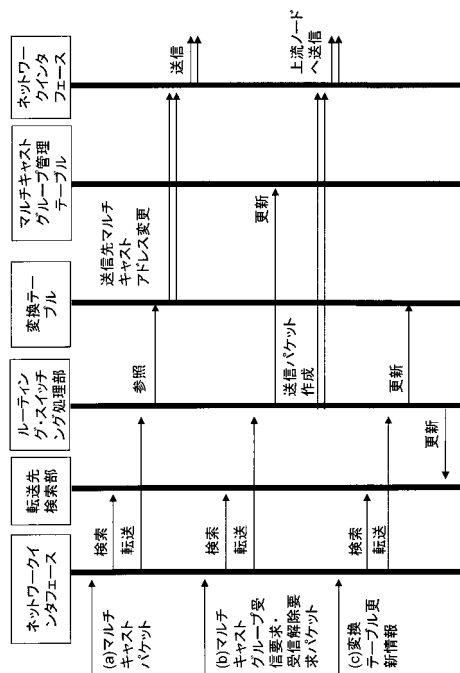 ネットワークイ
ンタフェース
転送先
検索部
ルーティン
グ・スイッチ
ング処理部
変換テー
ブル
マルチキャスト
グループ管理
テーブル
ネットワー
クインタ
フェース
(a)マルチ
キャスト
パケット
検索
転送
参照
送信先マルチ
キャスト
アドレス変更
送信
(b)マルチ
キャスト
グループ受
信要求・
受信解除要
求パケット
検索
転送
更新
送信パケット
作成
上流ノード
へ送信
(c)変換
テーブル更
新情報
検索
転送
更新
更新